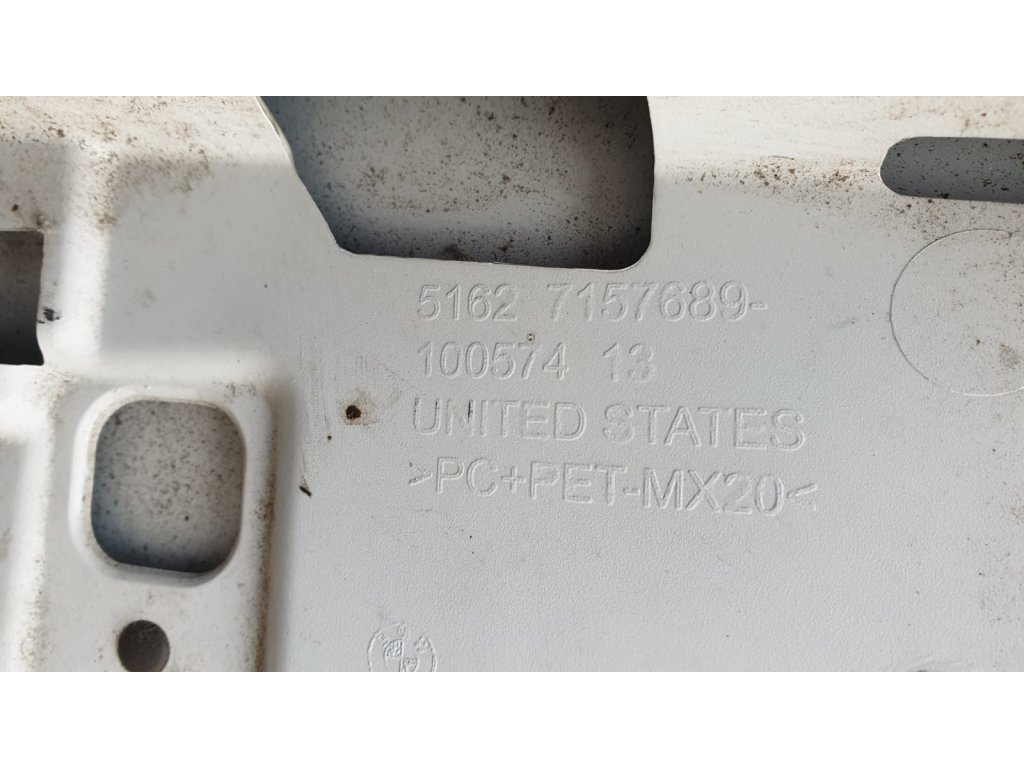 5162 7157689-
100574 13
UNITED STATES
>PC+PET-MX20<